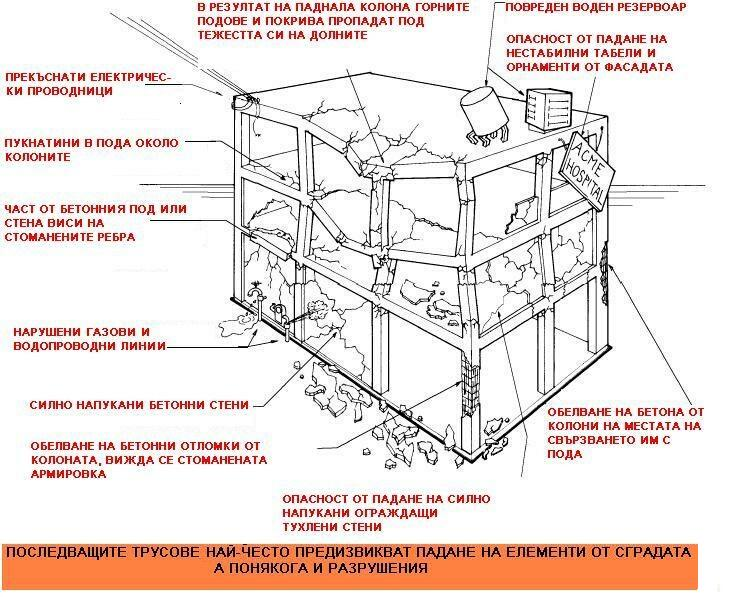 В РЕЗУЛТАТ НА ПАДНАЛА КОЛОНА ГОРНИТЕ
ПОДОВЕ И ПОКРИВА ПРОПАДАТ ПОД
ТЕЖЕСТТА СИ НА ДОЛНИТЕ
ПОВРЕДЕН ВОДЕН РЕЗЕРВОАР
ОПАСНОСТ ОТ ПАДАНЕ НА
НЕСТАБИЛНИ ТАБЕЛИ И
ОРНАМЕНТИ ОТ ФАСАДАТА
ПРЕКЪСНАТИ ЕЛЕКТРИЧЕС-
КИ ПРОВОДНИЦИ
ПУКНАТИНИ В ПОДА ОКОЛО
КОЛОНИТЕ
ACME
HOSPITAL
ЧАСТ ОТ БЕТОННИЯ ПОД ИЛИ
СТЕНА ВИСИ НА
СТОМАНЕНИТЕ РЕБРА
НАРУШЕНИ ГАЗОВИ И
ВОДОПРОВОДНИ ЛИНИИ
СИЛНО НАПУКАНИ БЕТОННИ СТЕНИ
ОБЕЛВАНЕ НА БЕТОННИ ОТЛОМКИ ОТ
КОЛОНАТА, ВИЖДА СЕ СТОМАНЕНАТА
АРМИРОВКА
ОБЕЛВАНЕ НА БЕТОНА ОТ
КОЛОНИ НА МЕСТАТА НА
СВЪРЗВАНЕТО ИМ С
ПОДА
ОПАСНОСТ ОТ ПАДАНЕ НА СИЛНО
НАПУКАНИ ОГРАЖДАЩИ
ТУХЛЕНИ СТЕНИ
ПОСЛЕДВАЩИТЕ ТРУСОВЕ НАЙ-ЧЕСТО ПРЕДИЗВИКВАТ ПАДАНЕ НА ЕЛЕМЕНТИ ОТ СГРАДАТА
А ПОНЯКОГА И РАЗРУШЕНИЯ